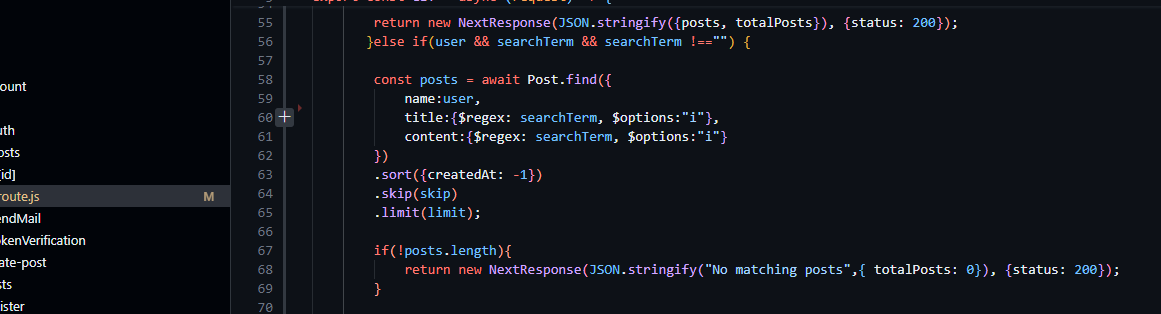 ount
uth
osts
[id]
route.js M
endMail
okenVerification
ate-post
sts
ister
55 return new NextResponse(JSON.stringify({posts, totalPosts}), {status: 200});
56 }else if(user && searchTerm && searchTerm !=="") {
57
58 const posts = await Post.find({
59 name:user,
60 title:{$regex: searchTerm, $options:"i"},
61 content:{$regex: searchTerm, $options:"i"}
62 })
63 .sort({createdAt: -1})
64 .skip(skip)
65 .limit(limit);
66
67 if(!posts.length){
68 return new NextResponse(JSON.stringify("No matching posts",{ totalPosts: 0}), {status: 200});
69 }
70